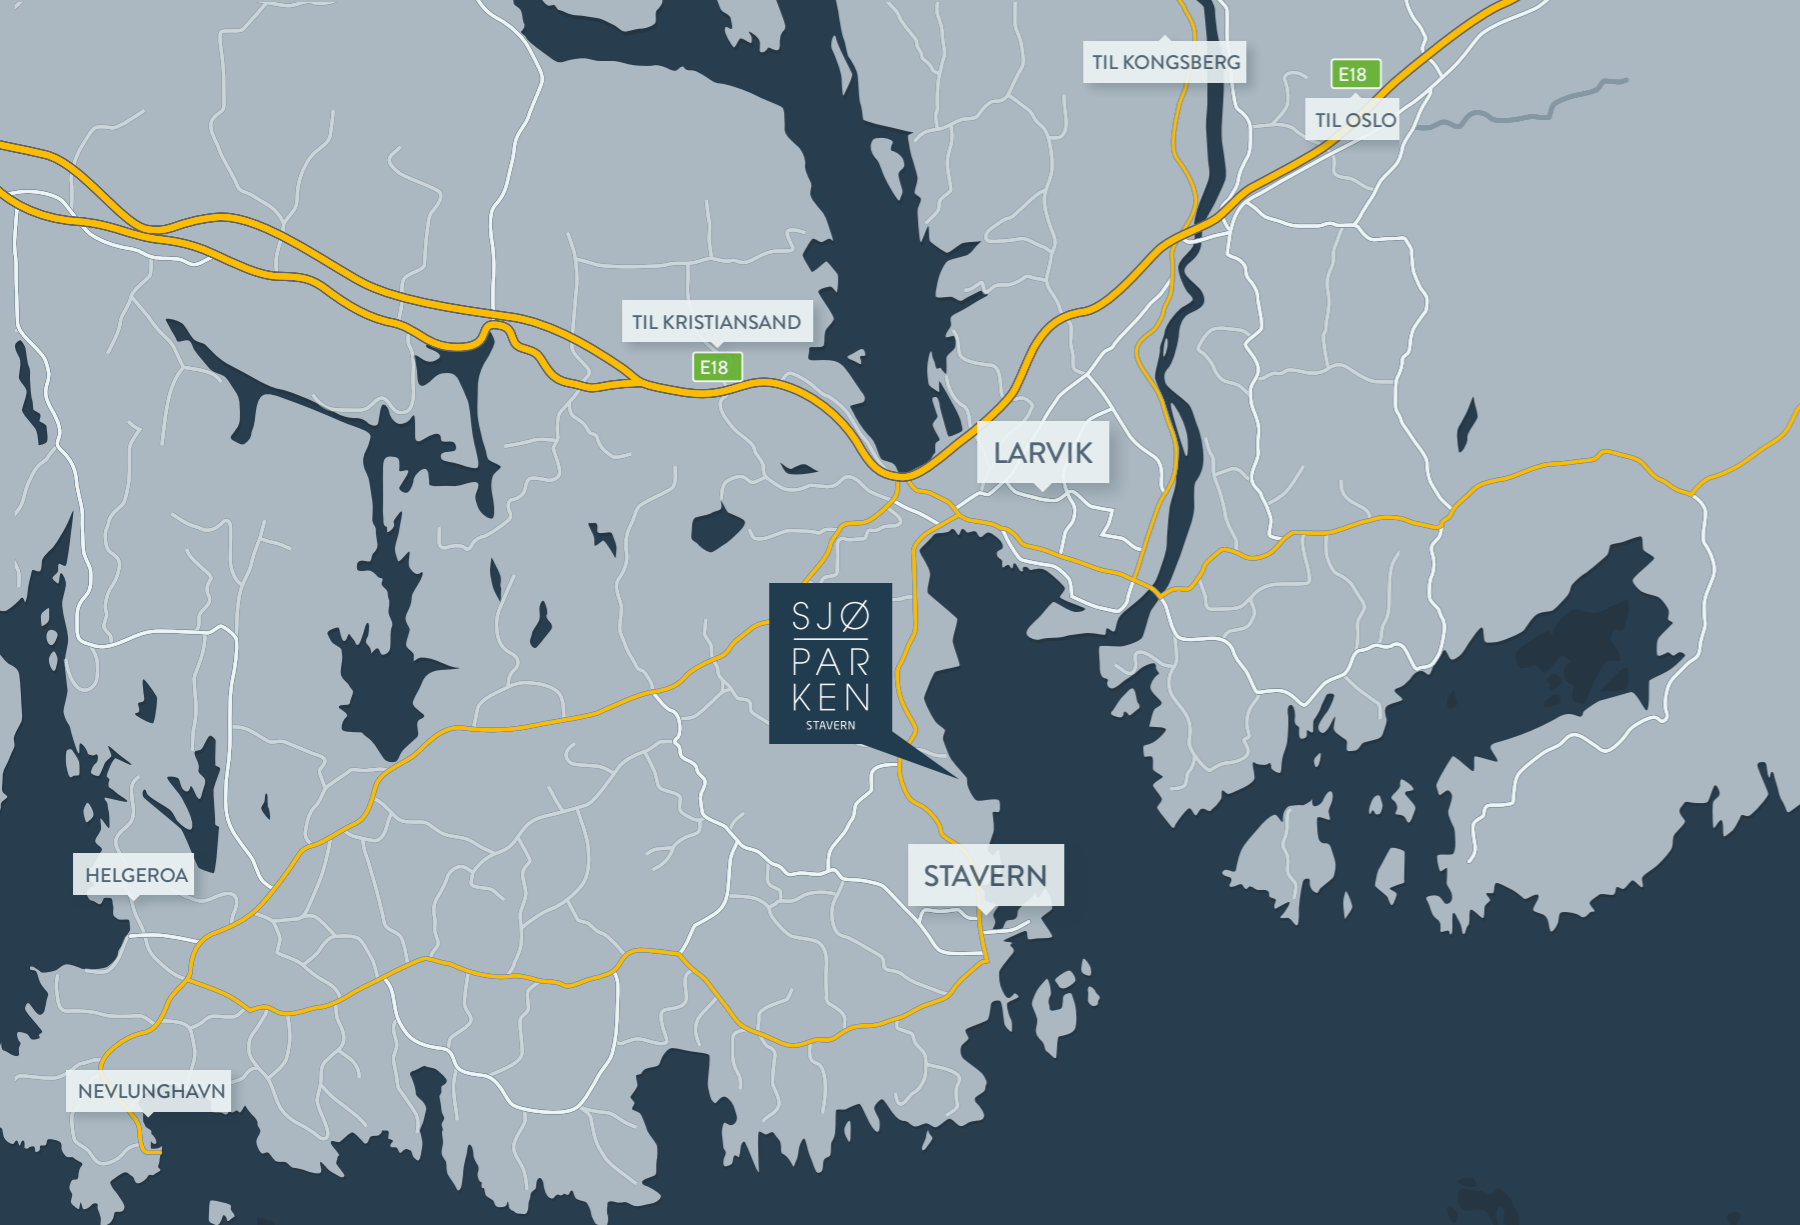 TIL KONGSBERG
E18
TIL OSLO
TIL KRISTIANSAND
E18
LARVIK
SJØ
PAR
KEN
STAVERN
STAVERN
HELGEROA
NEVLUNGHAVN